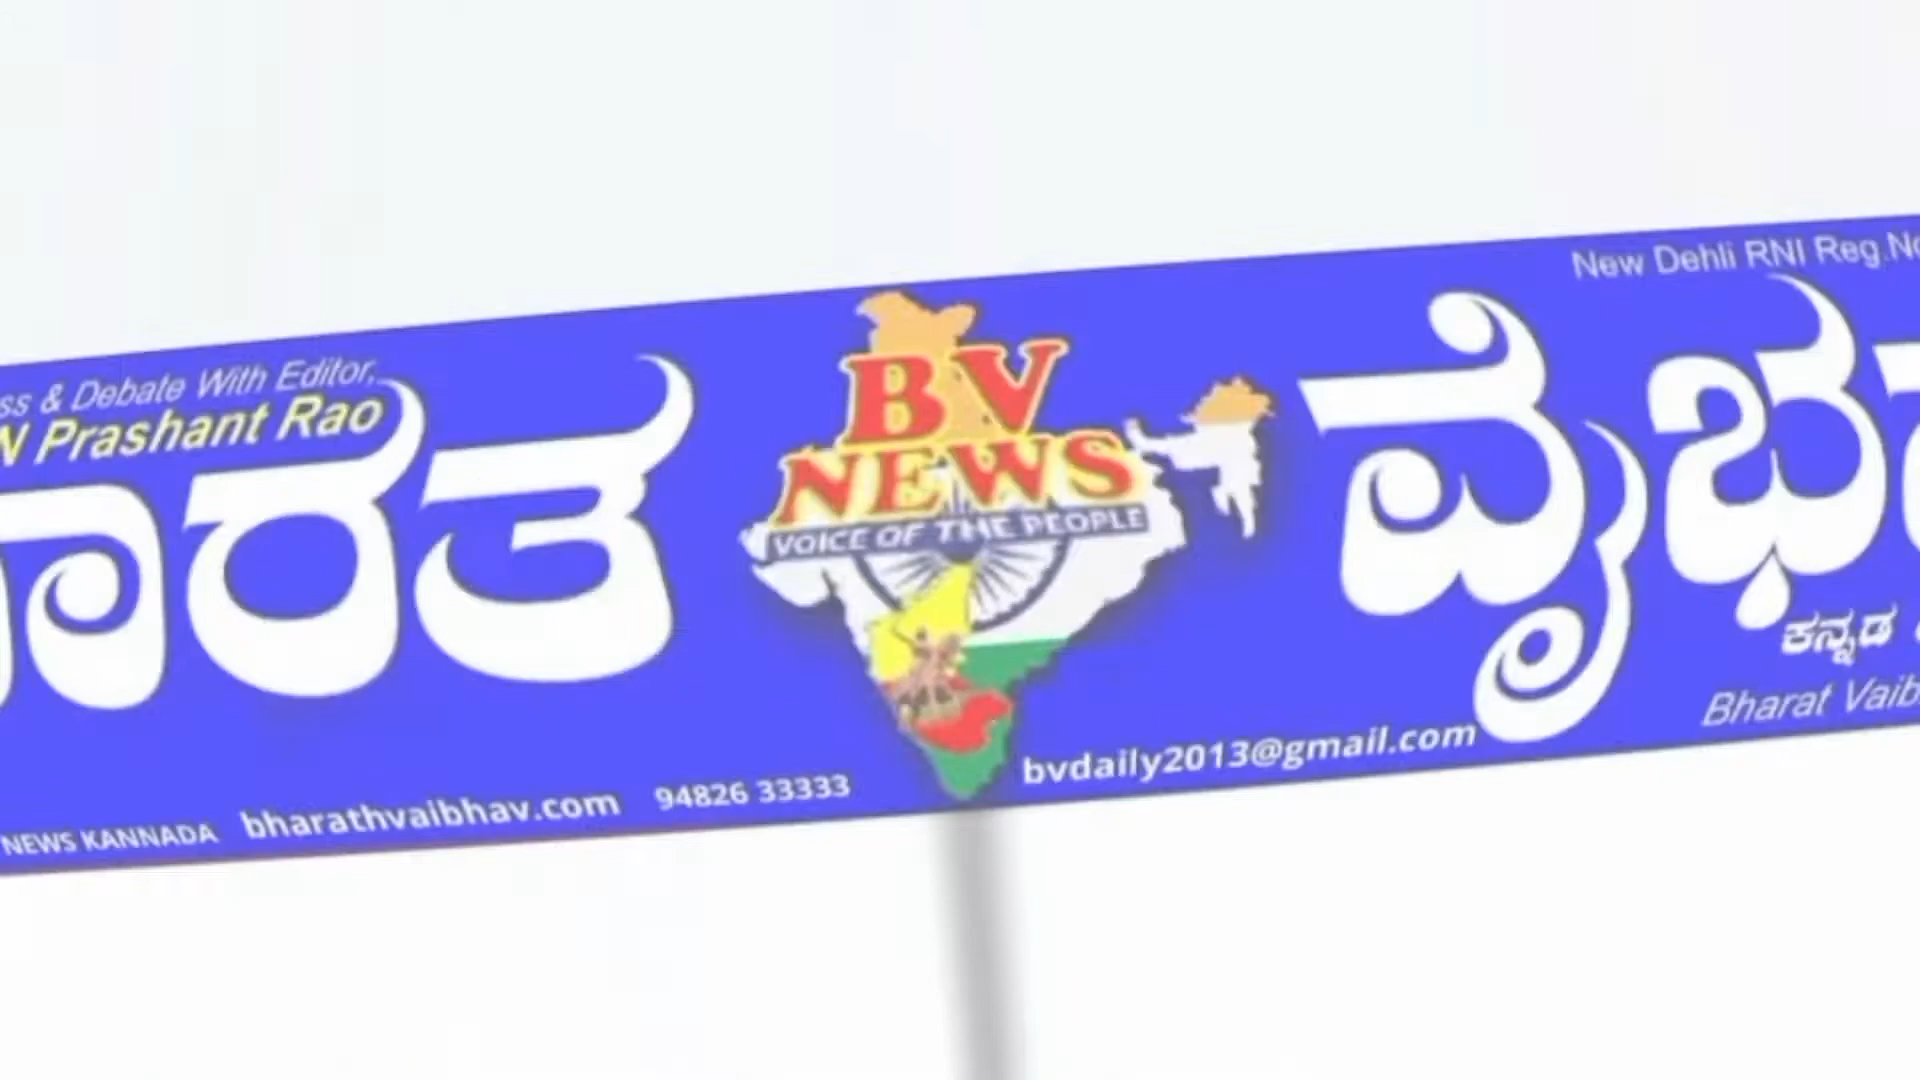 ss & Debate With Editor,
N Prashant Rao
ಾರತ
BV
NEWS
VOICE OF THE PEOPLE
New Dehli RNI Reg.No
ವೈಭ
ಕನ್ನಡ
Bharat Vaib
NEWS KANNADA bharathvaibhav.com 94826 33333
bvdaily2013@gmail.com